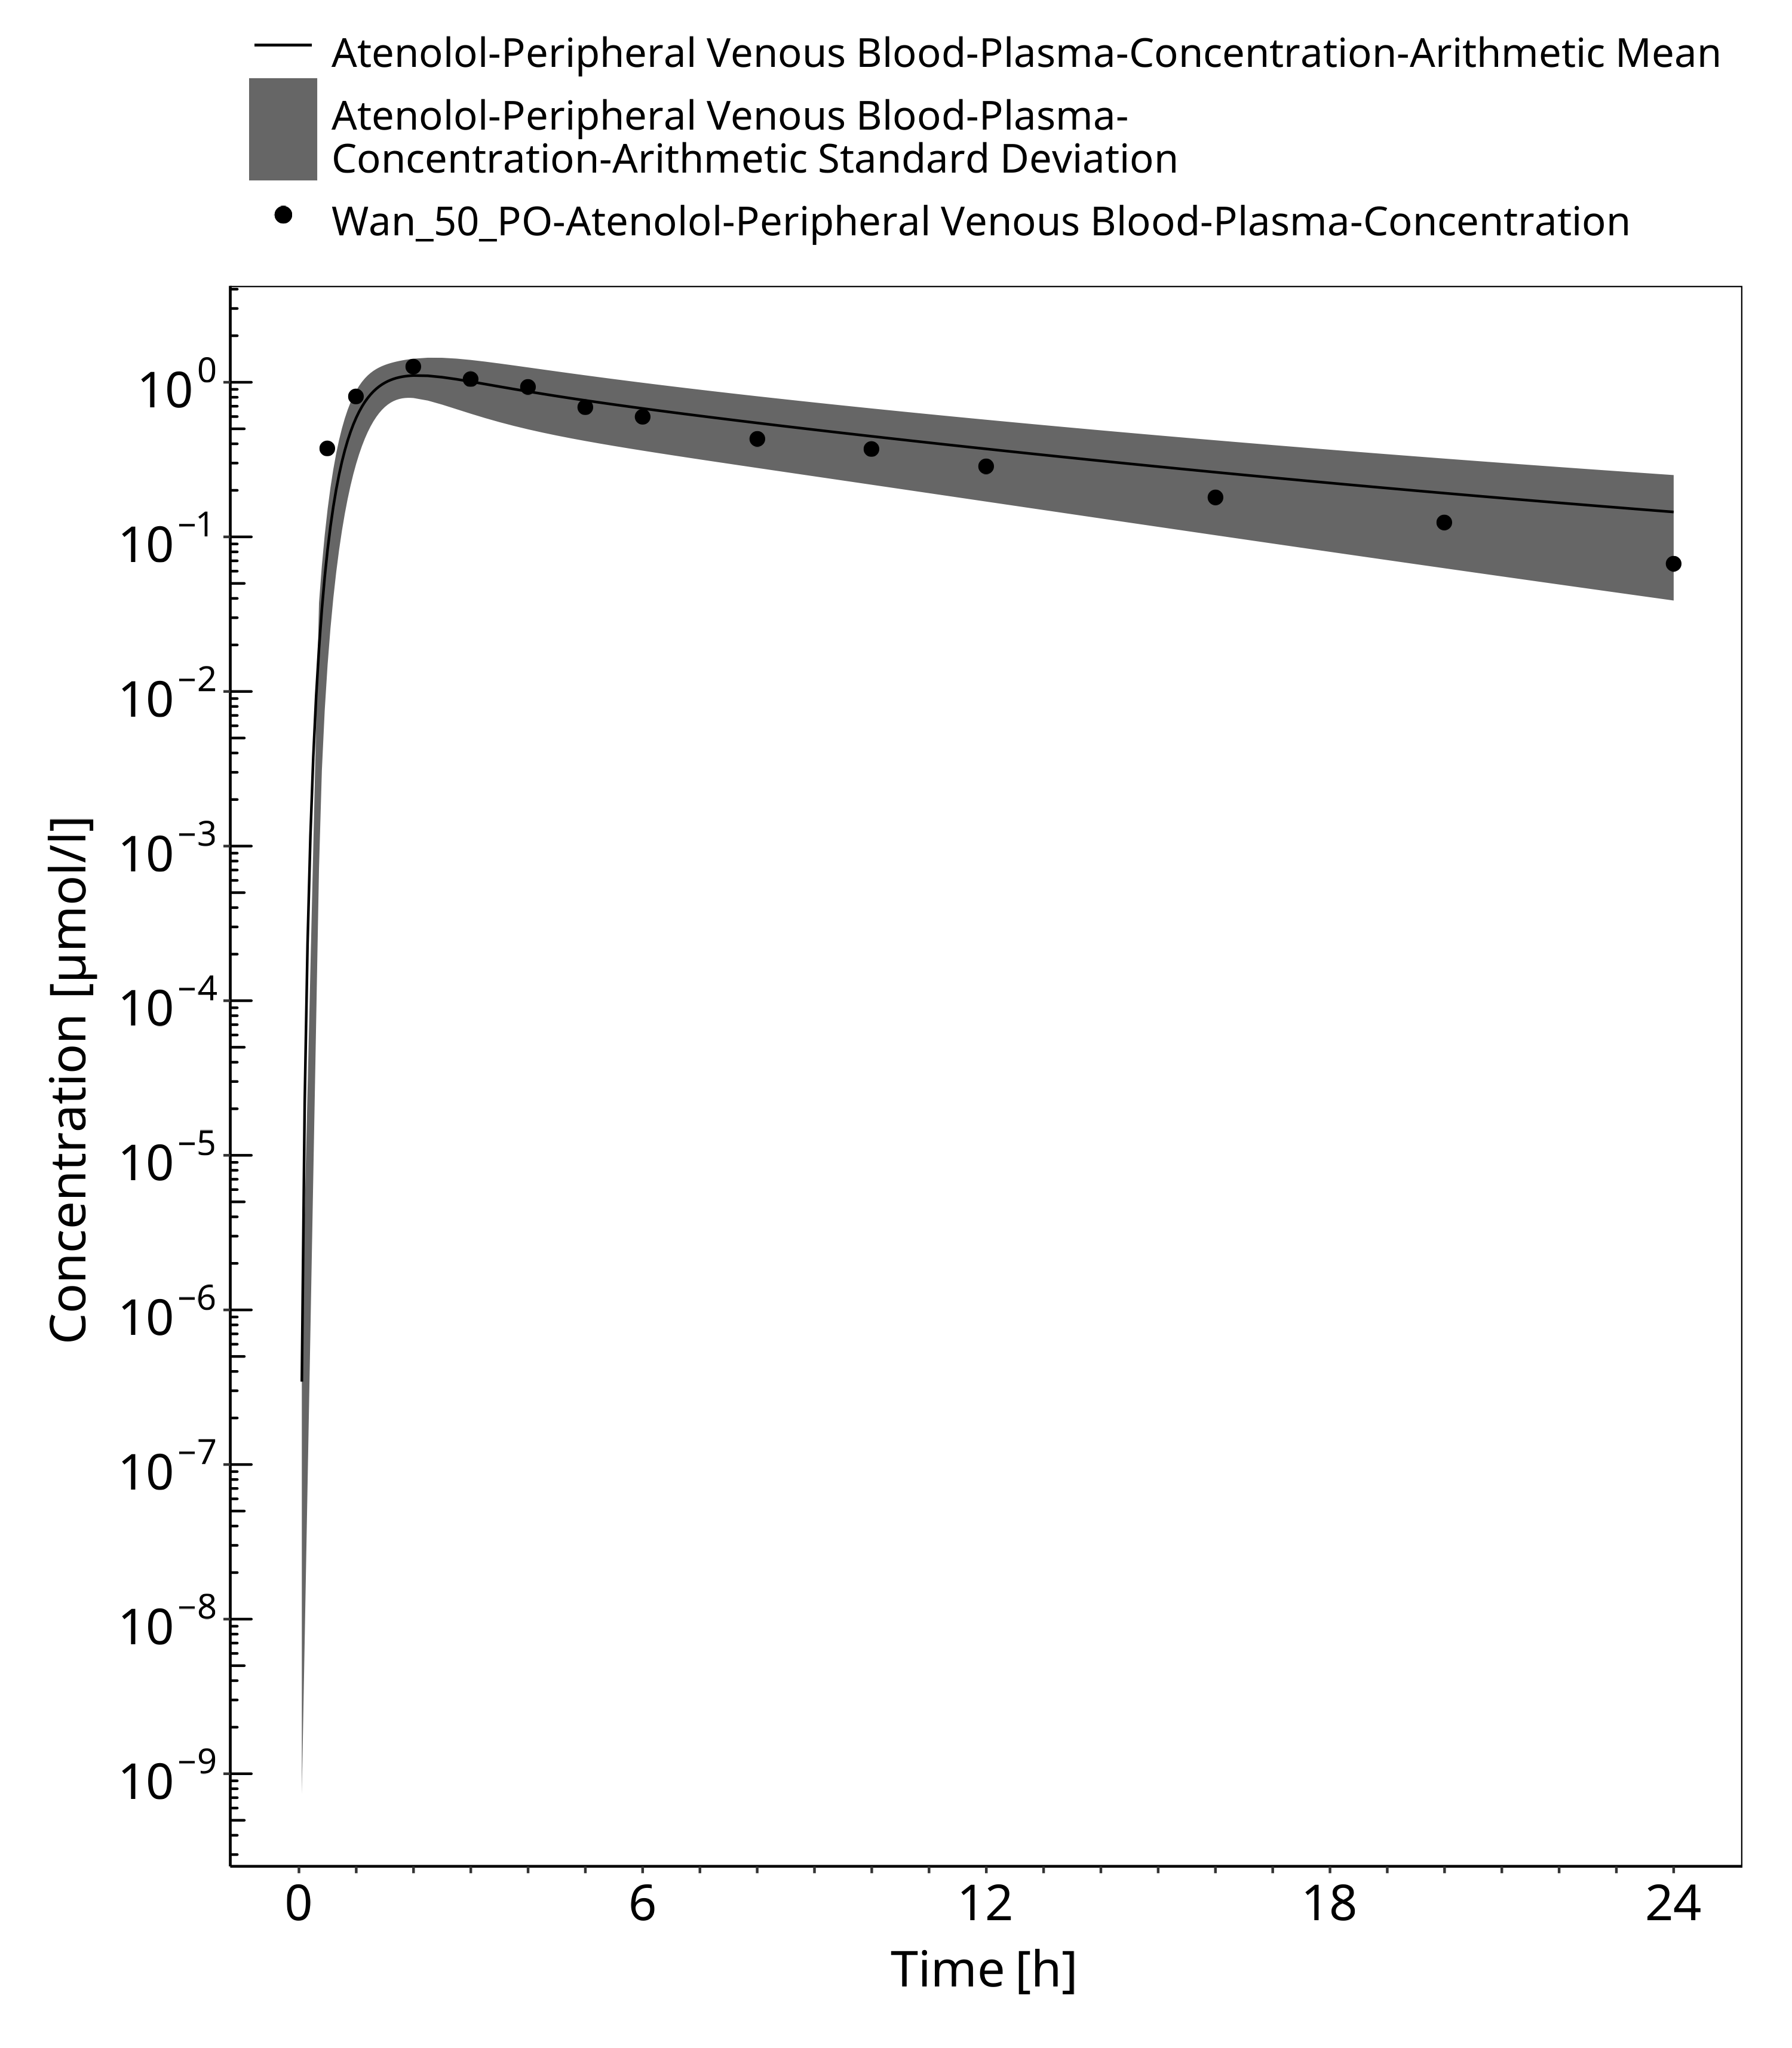 Atenolol-Peripheral Venous Blood-Plasma-Concentration-Arithmetic Mean
Atenolol-Peripheral Venous Blood-Plasma-
Concentration-Arithmetic Standard Deviation
Wan_50_PO-Atenolol-Peripheral Venous Blood-Plasma-Concentration
10⁰
10⁻¹
10⁻²
10⁻³
10⁻⁴
10⁻⁵
10⁻⁶
10⁻⁷
10⁻⁸
10⁻⁹
Concentration [µmol/l]
0 6 12 18 24
Time [h]